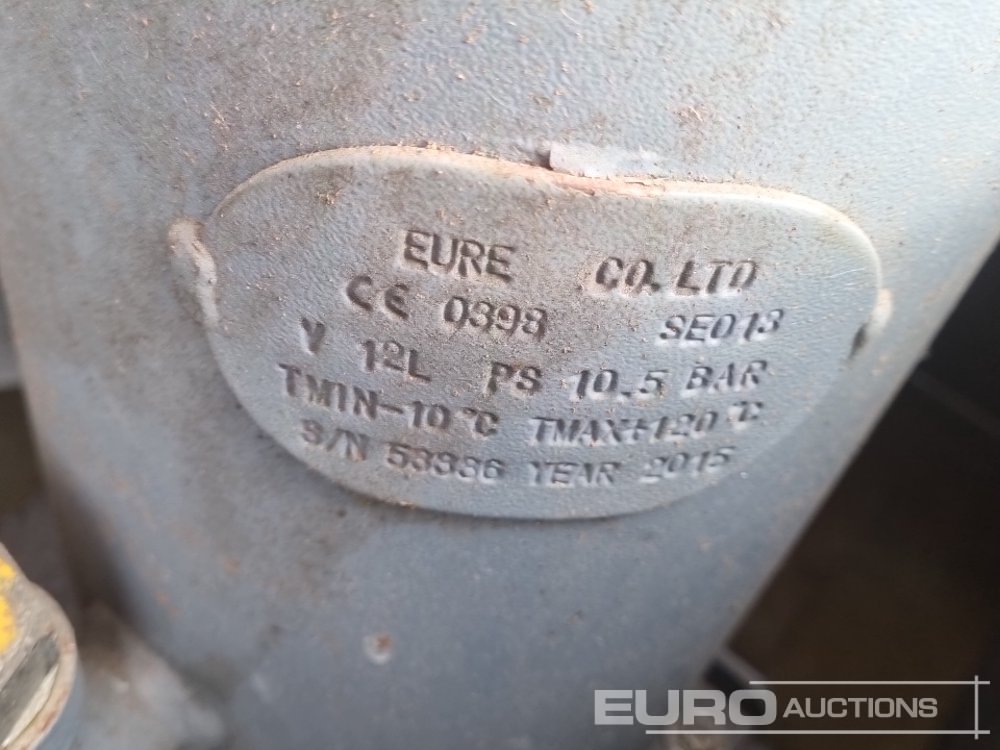 EURE CO.LTD
CE 0398 SE013
V 12L PS 10.5 BAR
TMIN-10℃ TMAX+120℃
S/N 53336 YEAR 2015
EURO AUCTIONS